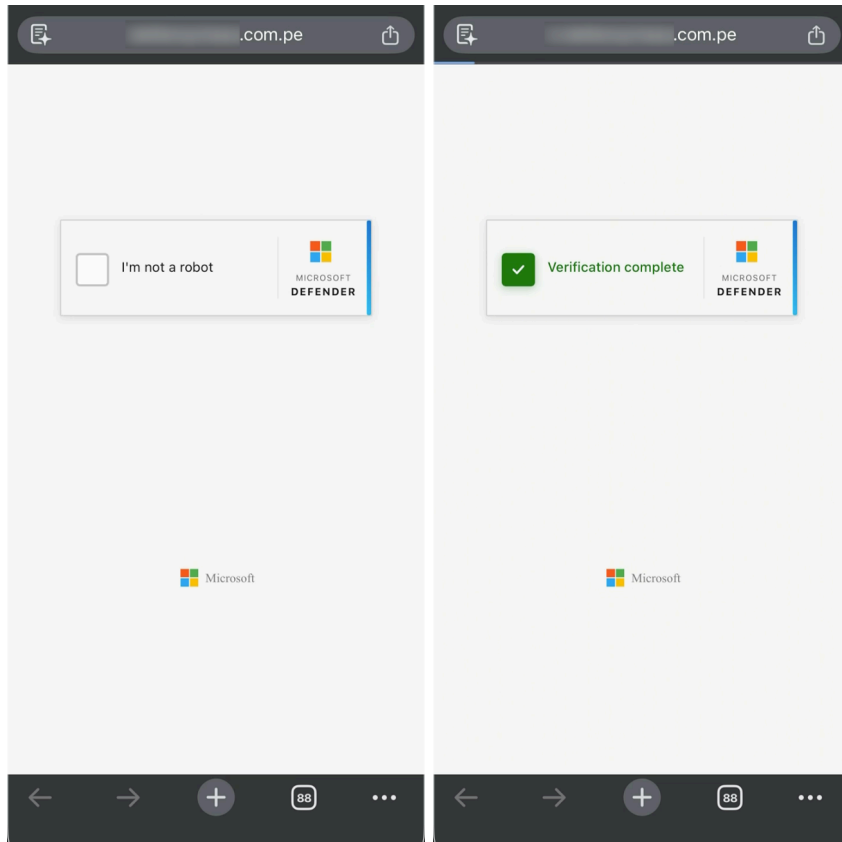 .com.pe
I'm not a robot
MICROSOFT
DEFENDER
Microsoft
88
.com.pe
Verification complete
MICROSOFT
DEFENDER
Microsoft
88